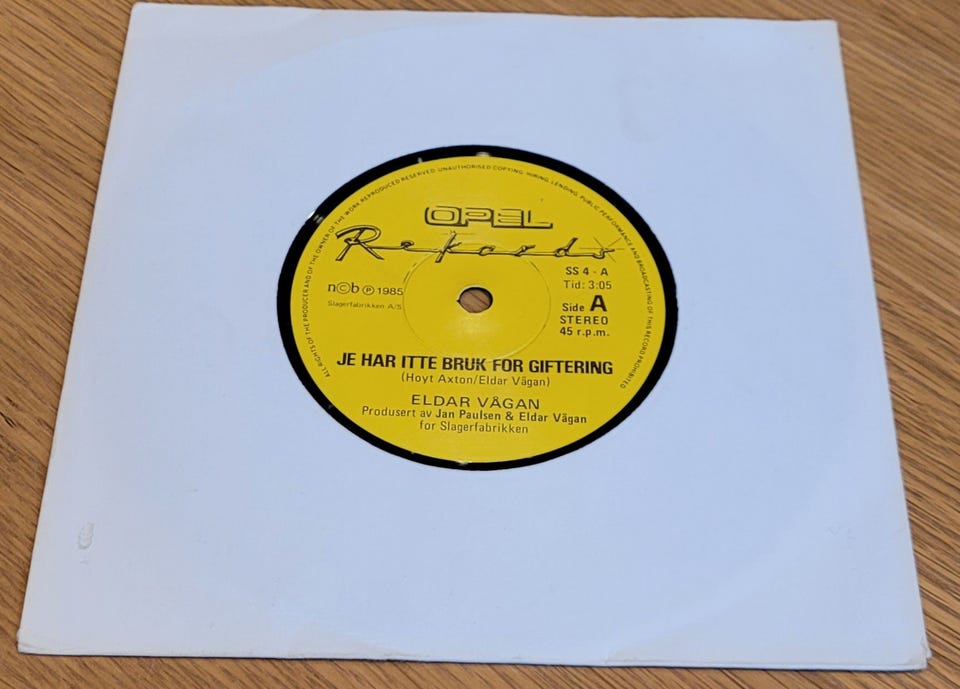 ALL RIGHTS OF THE PRODUCER AND OF THE OWNER OF THE WORK REPRODUCED RESERVED. UNAUTHORISED COPYING, HIRING, LENDING, PUBLIC PERFORMANCE AND BROADCASTING OF THIS RECORD PROHIBITED
OPEL
Rekords
SS 4 - A
Tid: 3:05
n©b ℗ 1985
Slagerfabrikken A/S
Side A
STEREO
45 r.p.m.
JE HAR ITTE BRUK FOR GIFTERING
(Hoyt Axton/Eldar Vågan)
ELDAR VÅGAN
Produsert av Jan Paulsen & Eldar Vågan
for Slagerfabrikken